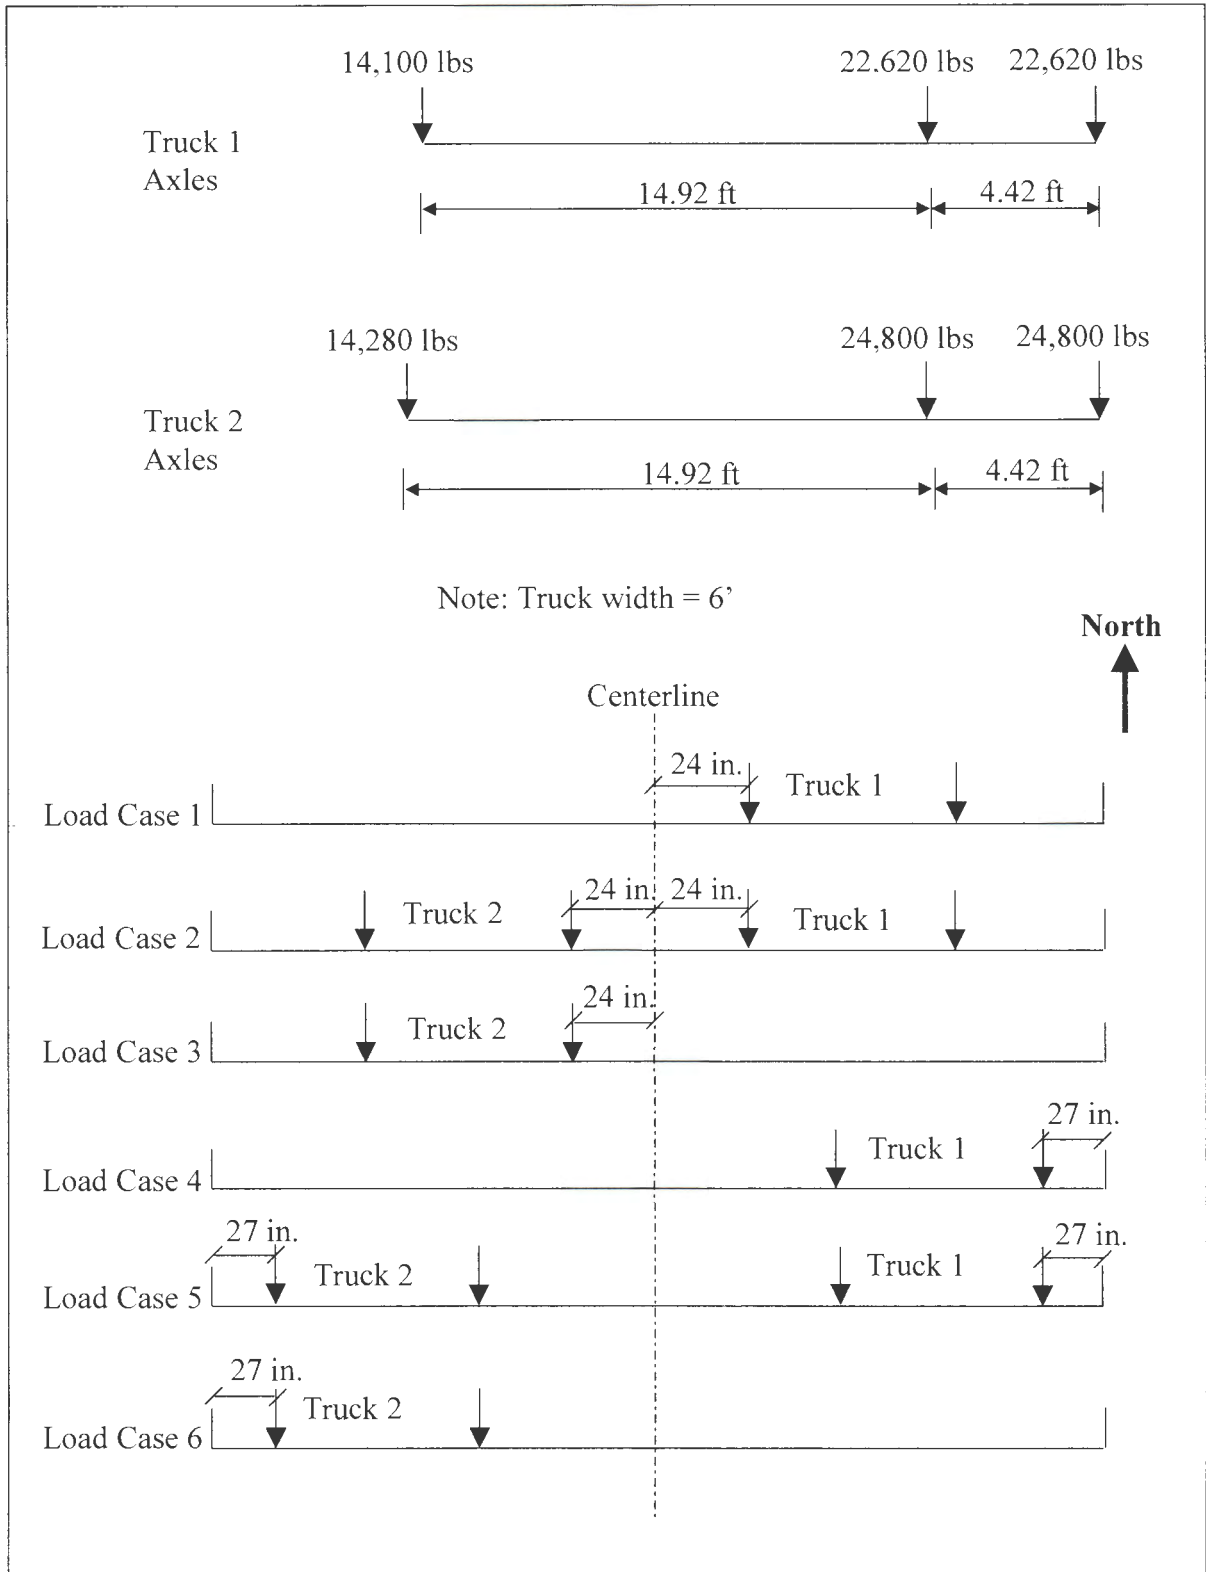 14,100 lbs 22.620 lbs 22,620 lbs
Truck 1
Axles
14.92 ft 4.42 ft
14,280 lbs 24,800 lbs 24,800 lbs
Truck 2
Axles
14.92 ft 4.42 ft
Note: Truck width = 6’
North
Centerline
24 in. Truck 1
Load Case 1
24 in. 24 in.
Truck 2 Truck 1
Load Case 2
24 in.
Truck 2
Load Case 3
27 in.
Truck 1
Load Case 4
27 in. 27 in.
Truck 2 Truck 1
Load Case 5
27 in.
Truck 2
Load Case 6